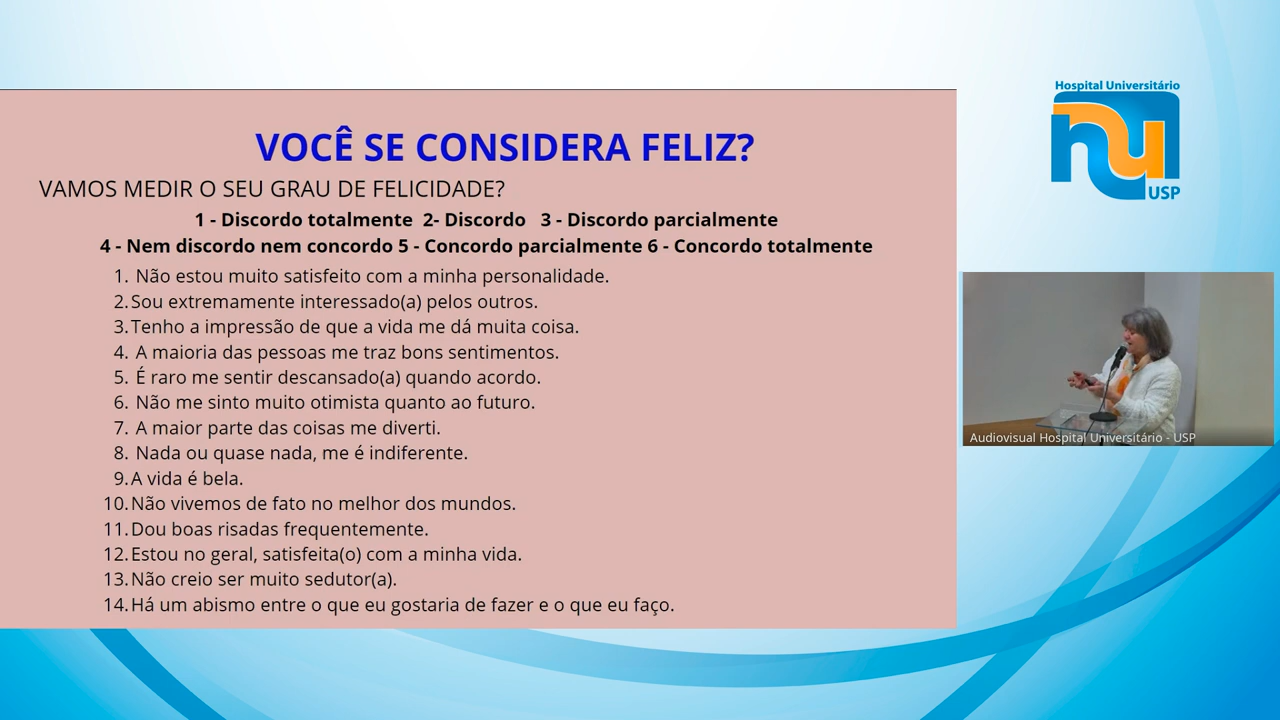 Hospital Universitário
hu
USP
VOCÊ SE CONSIDERA FELIZ?
VAMOS MEDIR O SEU GRAU DE FELICIDADE?
1 - Discordo totalmente 2- Discordo 3 - Discordo parcialmente
4 - Nem discordo nem concordo 5 - Concordo parcialmente 6 - Concordo totalmente
1. Não estou muito satisfeito com a minha personalidade.
2. Sou extremamente interessado(a) pelos outros.
3. Tenho a impressão de que a vida me dá muita coisa.
4. A maioria das pessoas me traz bons sentimentos.
5. É raro me sentir descansado(a) quando acordo.
6. Não me sinto muito otimista quanto ao futuro.
7. A maior parte das coisas me diverti.
8. Nada ou quase nada, me é indiferente.
9. A vida é bela.
10. Não vivemos de fato no melhor dos mundos.
11. Dou boas risadas frequentemente.
12. Estou no geral, satisfeita(o) com a minha vida.
13. Não creio ser muito sedutor(a).
14. Há um abismo entre o que eu gostaria de fazer e o que eu faço.
Audiovisual Hospital Universitário - USP